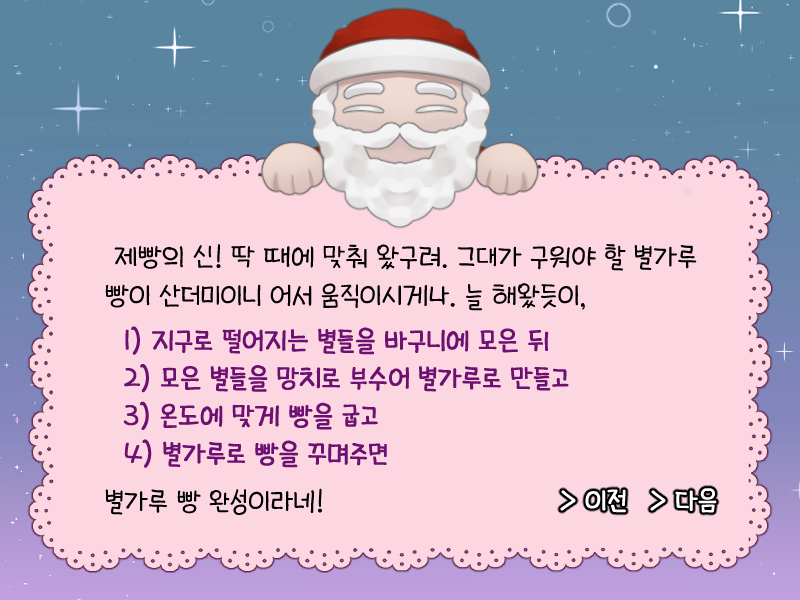 제빵의 신! 딱 때에 맞춰 왔구려. 그대가 구워야 할 별가루
빵이 산더미이니 어서 움직이시게나. 늘 해왔듯이,
1) 지구로 떨어지는 별들을 바구니에 모은 뒤
2) 모은 별들을 망치로 부수어 별가루로 만들고
3) 온도에 맞게 빵을 굽고
4) 별가루로 빵을 꾸며주면
별가루 빵 완성이라네!
> 이전 > 다음